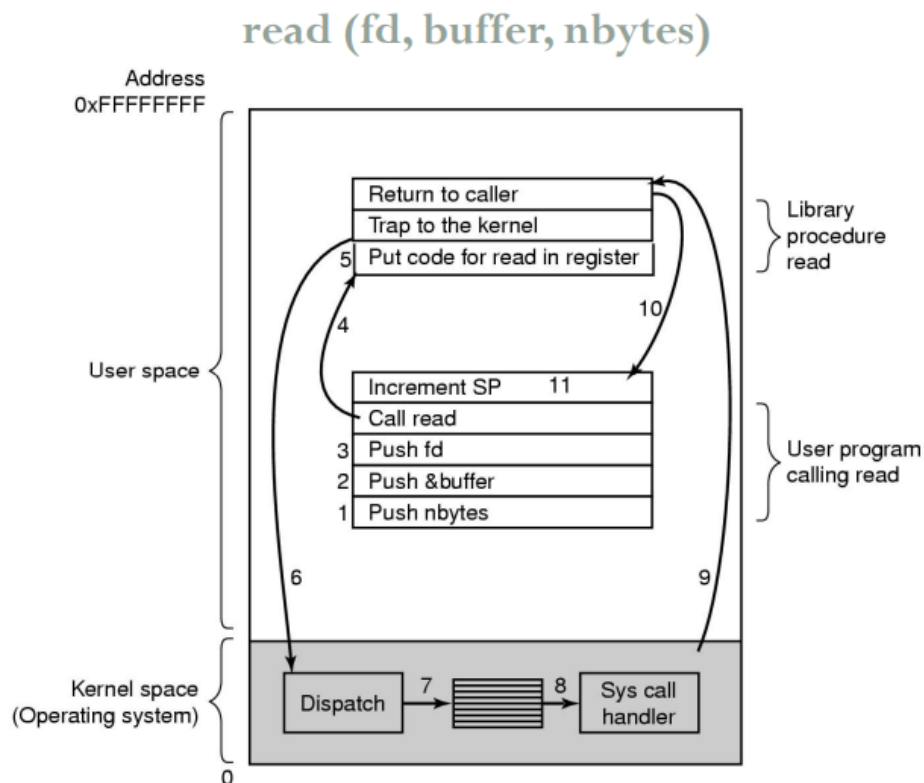 read (fd, buffer, nbytes)
Address
0xFFFFFFFF
Return to caller
Trap to the kernel
5 Put code for read in register
Library
procedure
read
4
10
User space
Increment SP 11
Call read
3 Push fd
2 Push &buffer
1 Push nbytes
User program
calling read
6
9
Kernel space
(Operating system)
Dispatch
7
8
Sys call
handler
0